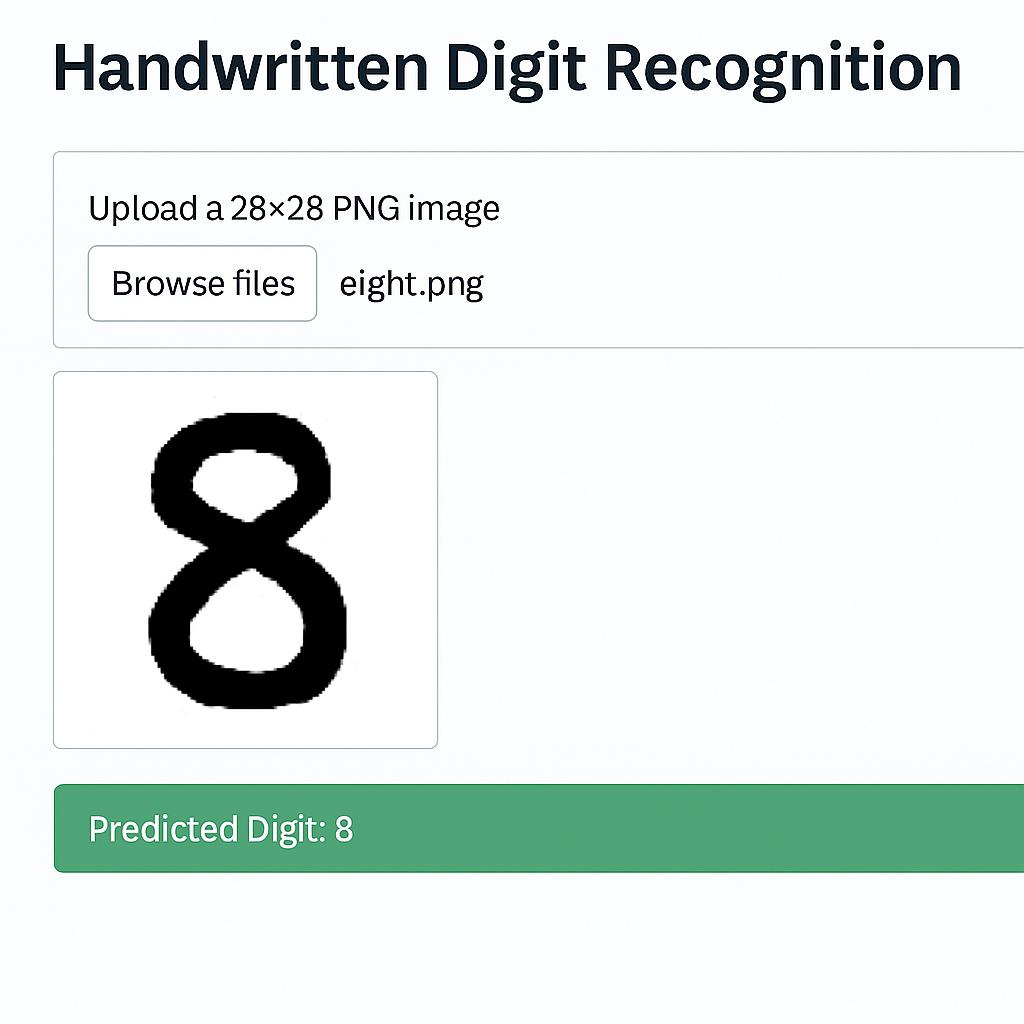 Handwritten Digit Recognition
Upload a 28×28 PNG image
Browse files eight.png
8
Predicted Digit: 8